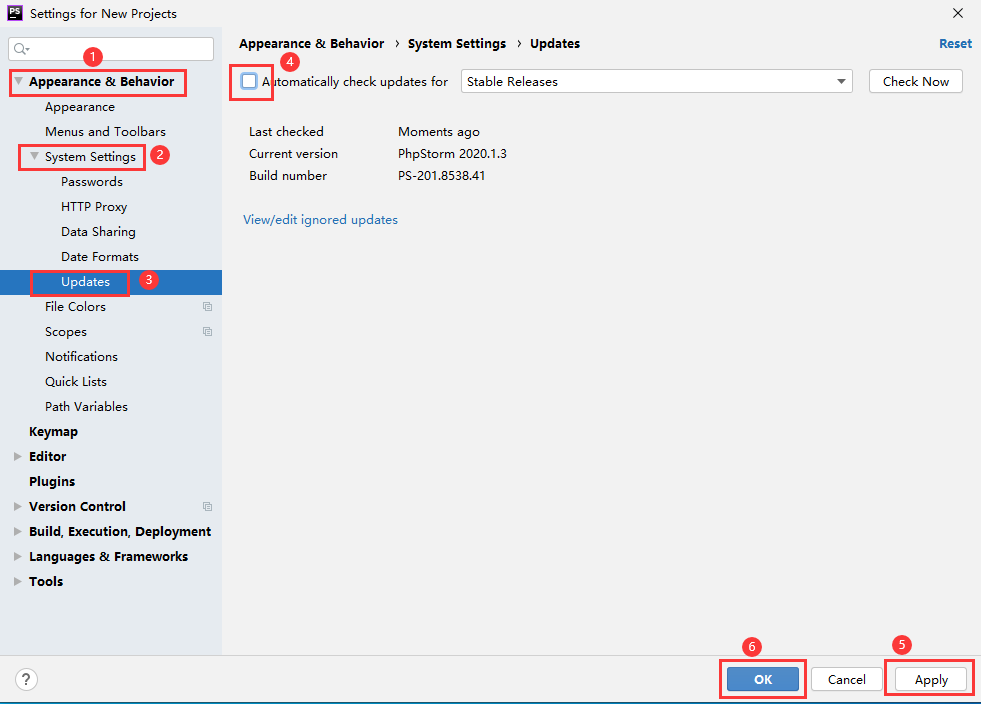 PS Settings for New Projects
Appearance & Behavior › System Settings › Updates
Reset
1
Appearance & Behavior
Appearance
Menus and Toolbars
System Settings 2
Passwords
HTTP Proxy
Data Sharing
Date Formats
Updates 3
File Colors
Scopes
Notifications
Quick Lists
Path Variables
Keymap
Editor
Plugins
Version Control
Build, Execution, Deployment
Languages & Frameworks
Tools
4
Automatically check updates for Stable Releases Check Now
Last checked Moments ago
Current version PhpStorm 2020.1.3
Build number PS-201.8538.41
View/edit ignored updates
6 5
? OK Cancel Apply